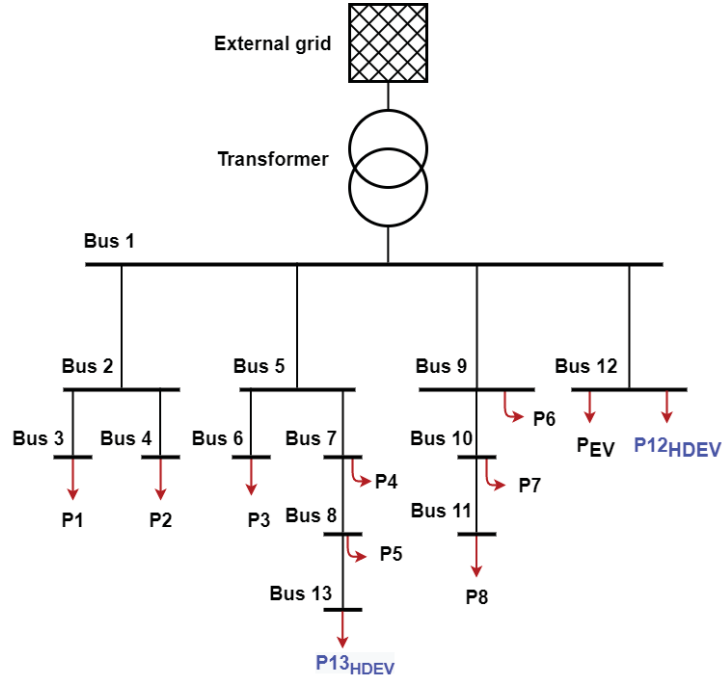 External grid
Transformer
Bus 1
Bus 2
Bus 5
Bus 9
Bus 12
Bus 3
Bus 4
Bus 6
Bus 7
Bus 10
P6
PEV
P12HDEV
P1
P2
P3
P4
P7
Bus 8
Bus 11
P5
P8
Bus 13
P13HDEV